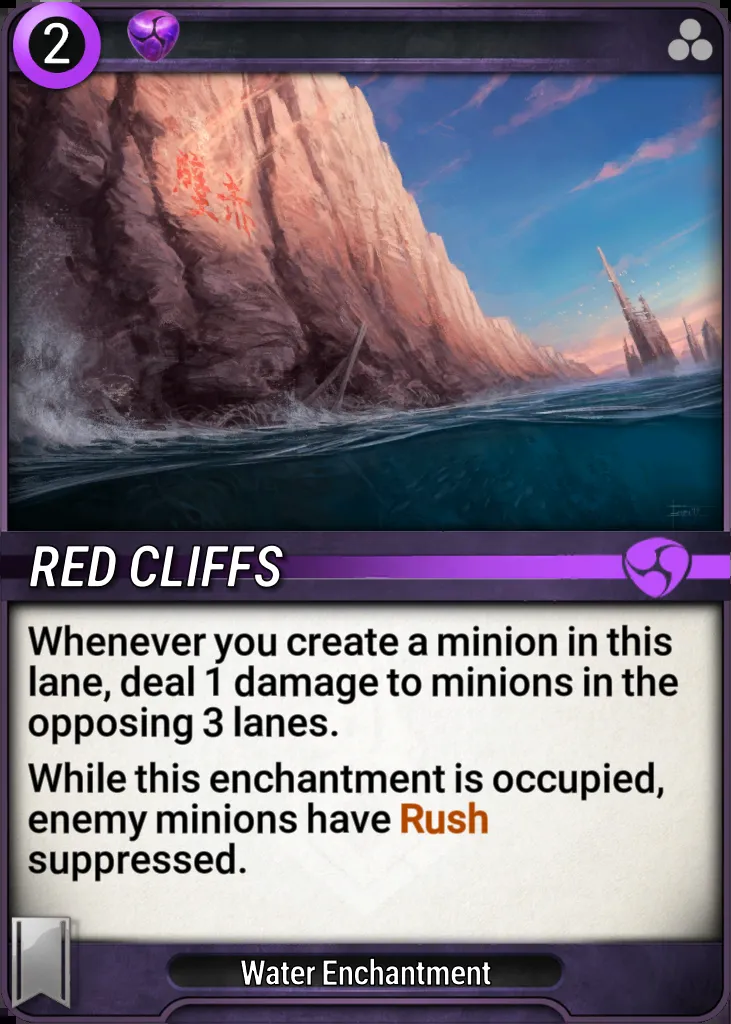 2
RED CLIFFS
Whenever you create a minion in this
lane, deal 1 damage to minions in the
opposing 3 lanes.
While this enchantment is occupied,
enemy minions have Rush
suppressed.
Water Enchantment